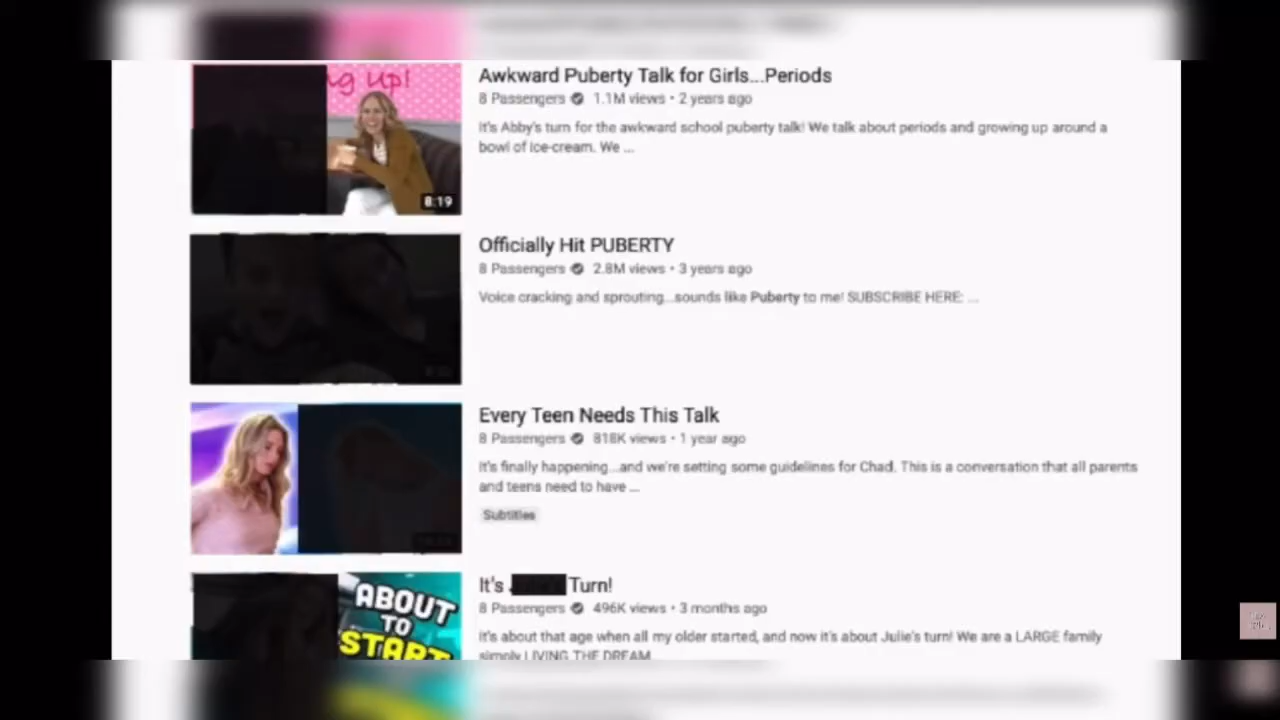 ng up!
Awkward Puberty Talk for Girls...Periods
8 Passengers 1.1M views • 2 years ago
It's Abby's turn for the awkward school puberty talk! We talk about periods and growing up around a
bowl of ice-cream. We ...
8:19
Officially Hit PUBERTY
8 Passengers 2.8M views • 3 years ago
Voice cracking and sprouting...sounds like Puberty to me! SUBSCRIBE HERE: ...
Every Teen Needs This Talk
8 Passengers 818K views • 1 year ago
It's finally happening...and we're setting some guidelines for Chad. This is a conversation that all parents
and teens need to have ...
Subtitles
It's Turn!
8 Passengers 496K views • 3 months ago
ABOUT
TO
START
It's about that age when all my older started, and now it's about Julie's turn! We are a LARGE family
simply LIVING THE DREAM